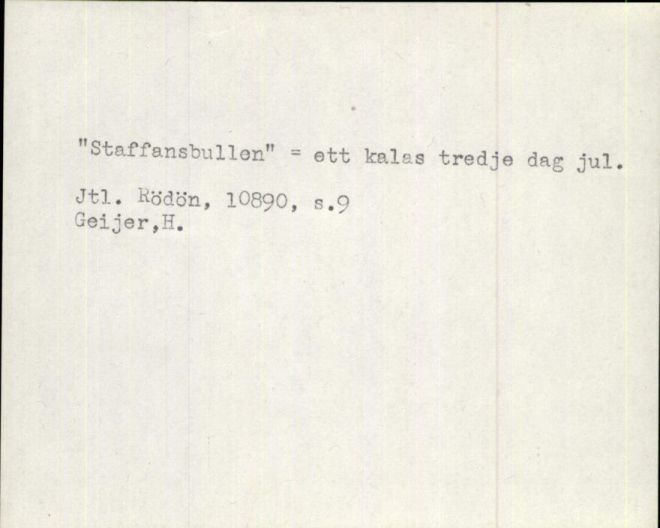 "Staffansbullen" = ett kalas tredje dag jul.
Jtl. Rödön, 10890, s.9
Geijer,H.